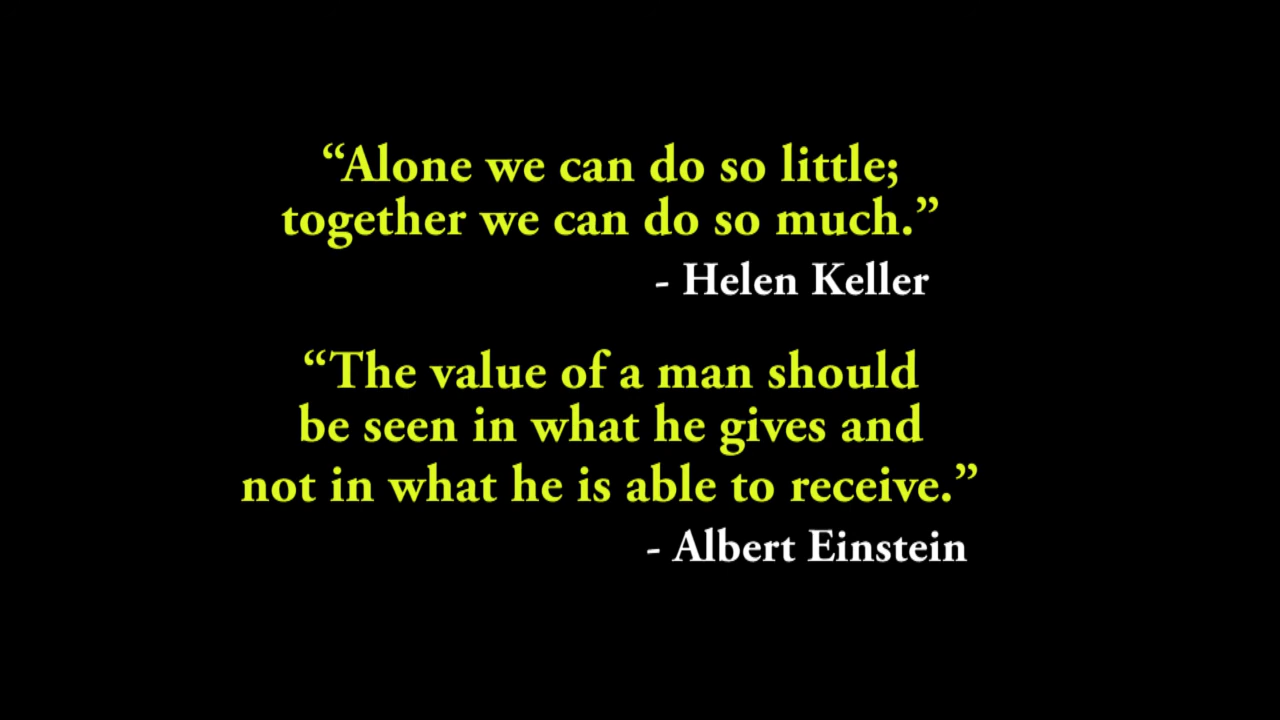 “Alone we can do so little;
together we can do so much.”
- Helen Keller
“The value of a man should
be seen in what he gives and
not in what he is able to receive.”
- Albert Einstein